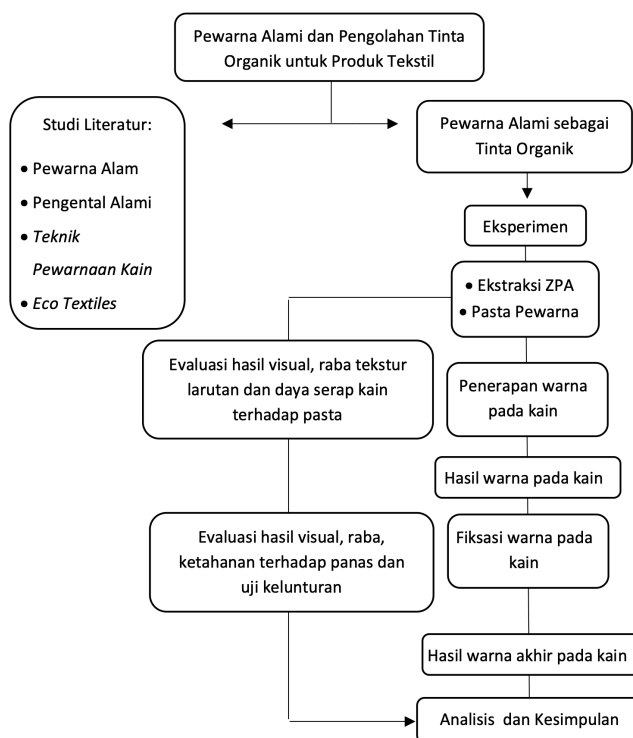 Pewarna Alami dan Pengolahan Tinta
Organik untuk Produk Tekstil
Studi Literatur:
• Pewarna Alam
• Pengental Alami
• Teknik
Pewarnaan Kain
• Eco Textiles
Pewarna Alami sebagai
Tinta Organik
Eksperimen
• Ekstraksi ZPA
• Pasta Pewarna
Evaluasi hasil visual, raba tekstur
larutan dan daya serap kain
terhadap pasta
Penerapan warna
pada kain
Hasil warna pada kain
Evaluasi hasil visual, raba,
ketahanan terhadap panas dan
uji kelunturan
Fiksasi warna pada
kain
Hasil warna akhir pada kain
Analisis dan Kesimpulan